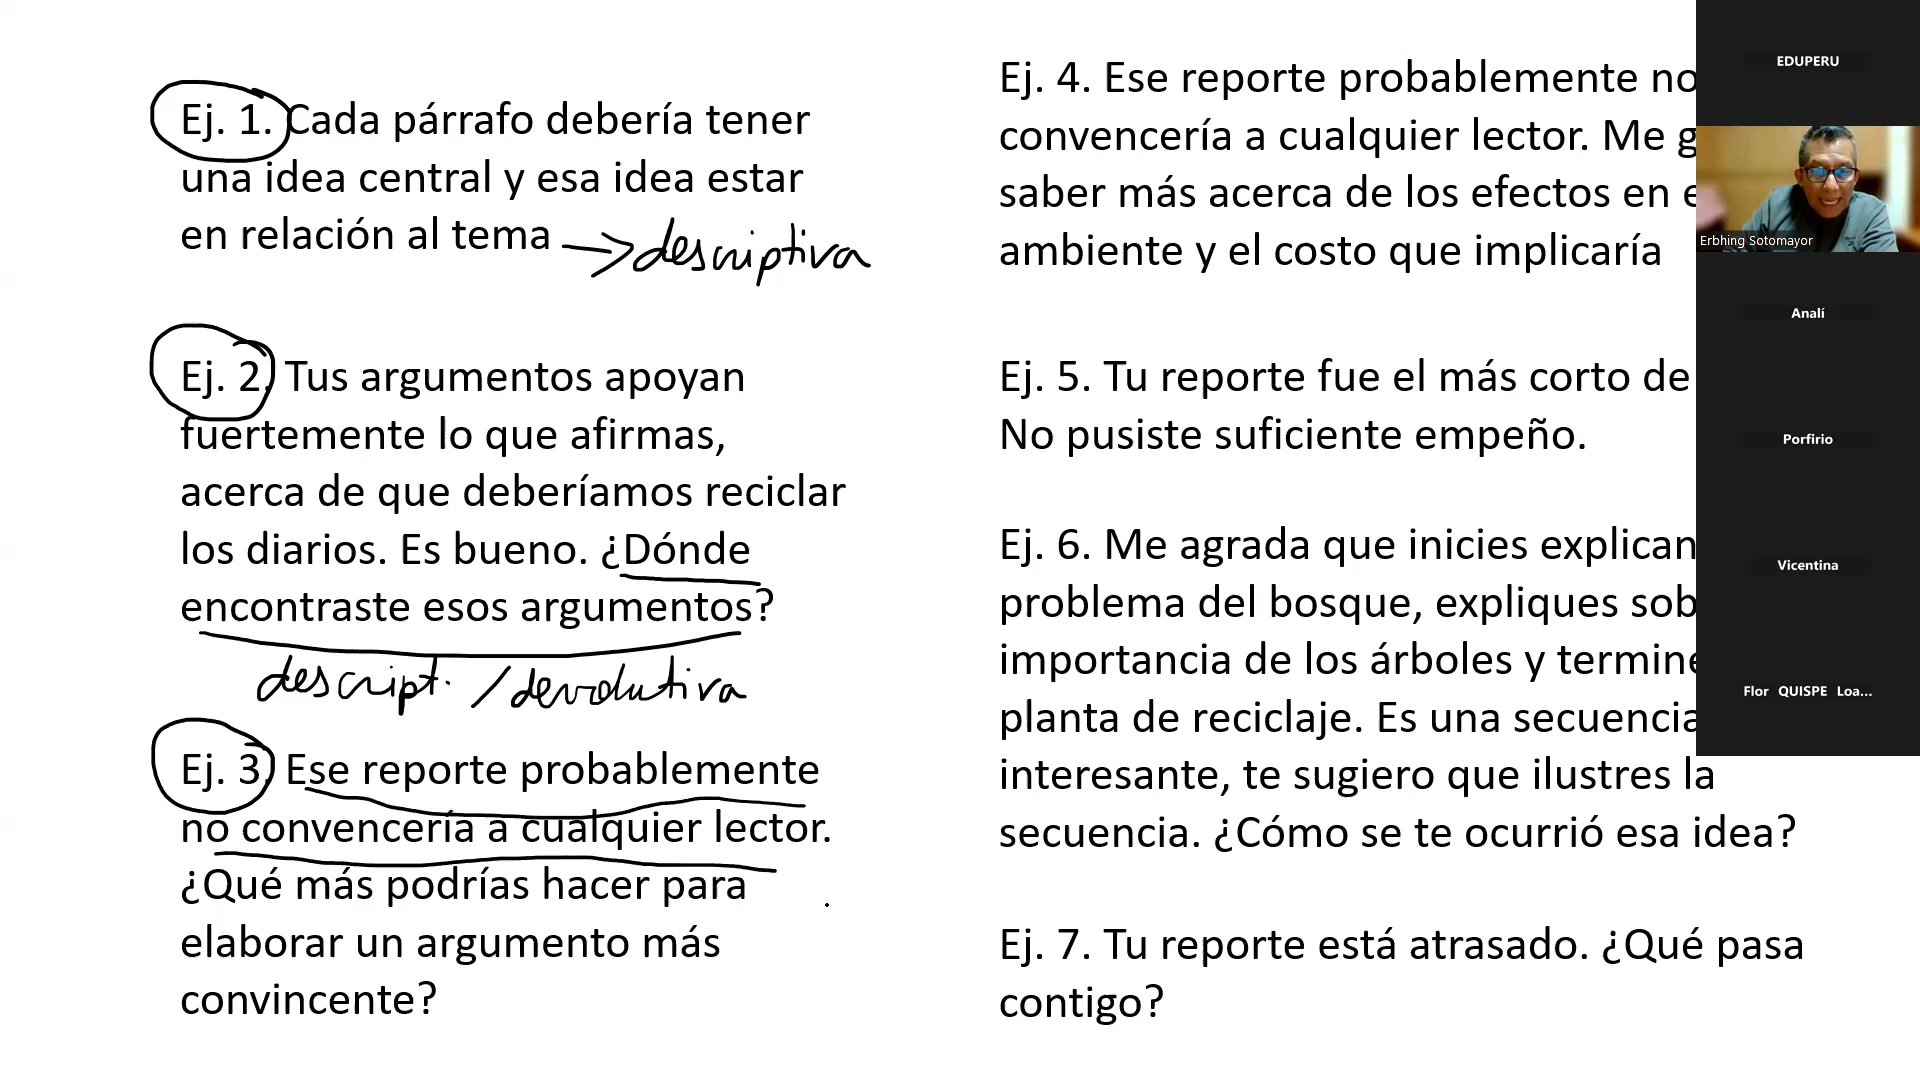 Ej. 1. Cada párrafo debería tener
una idea central y esa idea estar
en relación al tema → descriptiva
Ej. 2. Tus argumentos apoyan
fuertemente lo que afirmas,
acerca de que deberíamos reciclar
los diarios. Es bueno. ¿Dónde
encontraste esos argumentos?
descript. / devolutiva
Ej. 3. Ese reporte probablemente
no convencería a cualquier lector.
¿Qué más podrías hacer para
elaborar un argumento más
convincente?
Ej. 4. Ese reporte probablemente no
convencería a cualquier lector. Me g
saber más acerca de los efectos en e
ambiente y el costo que implicaría
Ej. 5. Tu reporte fue el más corto de
No pusiste suficiente empeño.
Ej. 6. Me agrada que inicies explican
problema del bosque, expliques sob
importancia de los árboles y termine
planta de reciclaje. Es una secuencia
interesante, te sugiero que ilustres la
secuencia. ¿Cómo se te ocurrió esa idea?
Ej. 7. Tu reporte está atrasado. ¿Qué pasa
contigo?
EDUPERU
Erbhing Sotomayor
Analí
Porfirio
Vicentina
Flor QUISPE Loa...